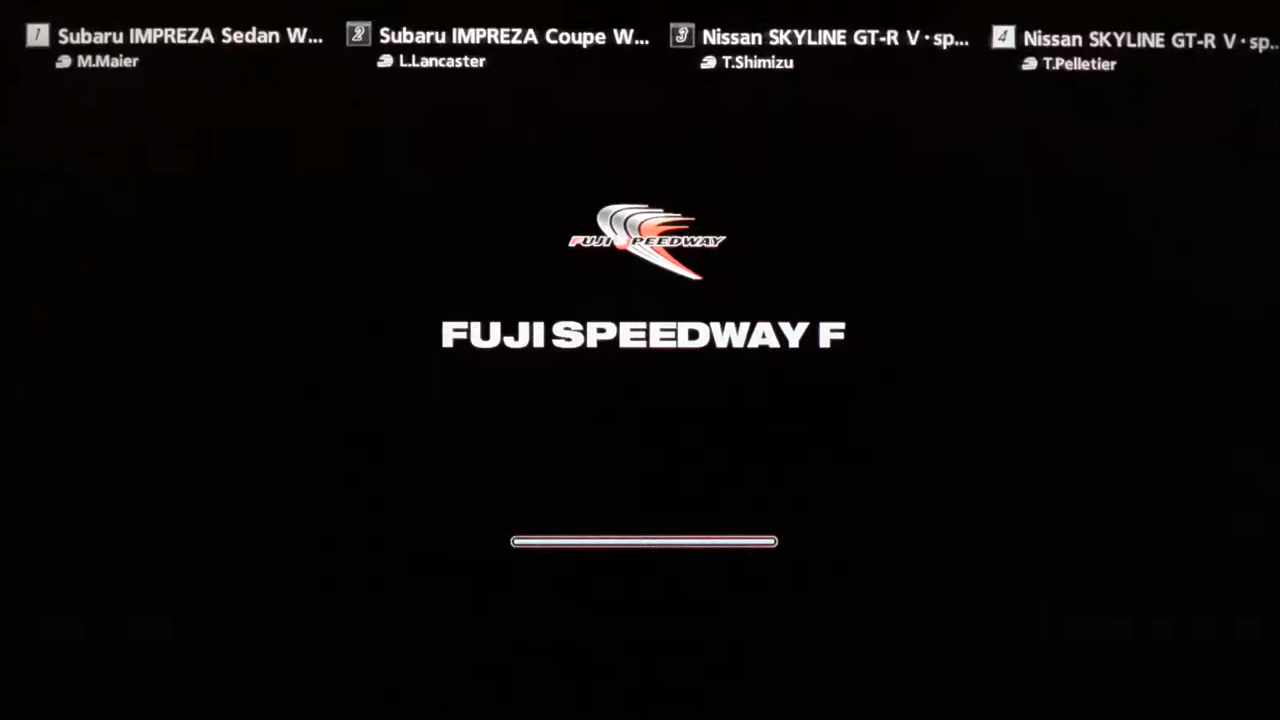 1 Subaru IMPREZA Sedan W...
M.Maier
2 Subaru IMPREZA Coupe W...
L.Lancaster
3 Nissan SKYLINE GT-R V·sp...
T.Shimizu
4 Nissan SKYLINE GT-R V·sp...
T.Pelletier
FUJI SPEEDWAY
FUJI SPEEDWAY F